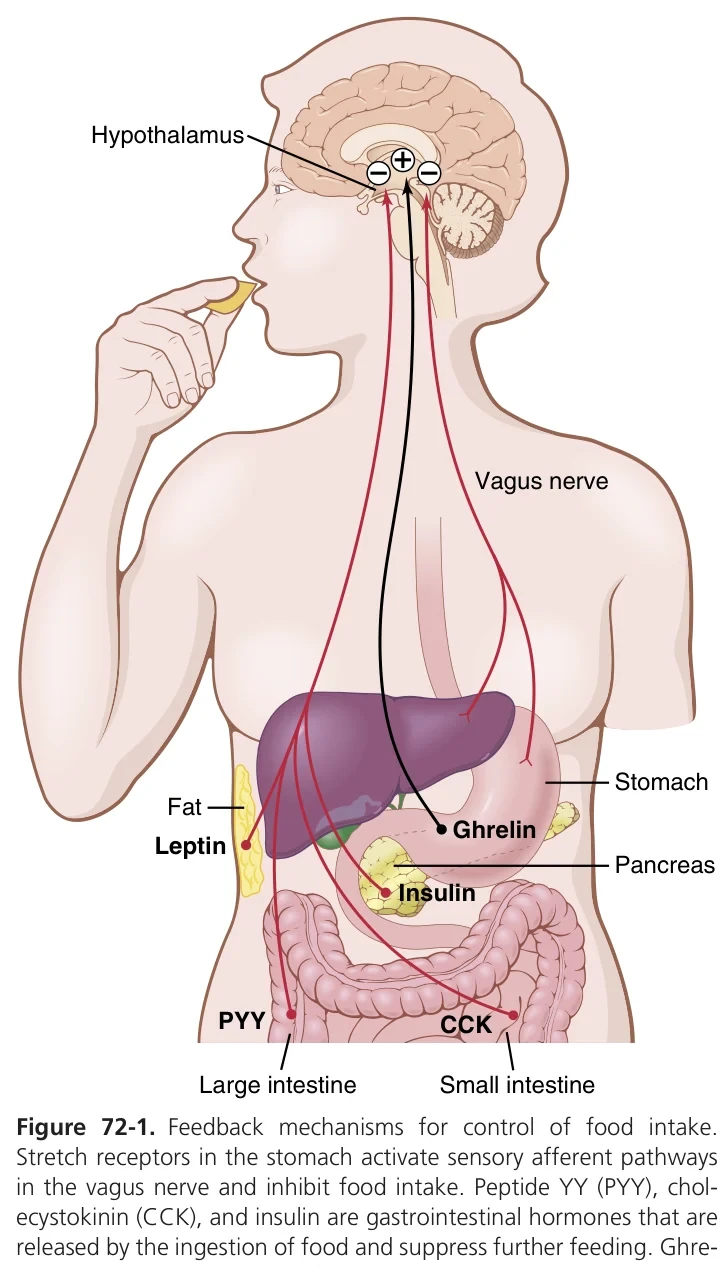 Hypothalamus
Vagus nerve
Stomach
Fat
Leptin
Ghrelin
Pancreas
Insulin
PYY
CCK
Large intestine
Small intestine
Figure 72-1. Feedback mechanisms for control of food intake.
Stretch receptors in the stomach activate sensory afferent pathways
in the vagus nerve and inhibit food intake. Peptide YY (PYY), chol-
ecystokinin (CCK), and insulin are gastrointestinal hormones that are
released by the ingestion of food and suppress further feeding. Ghre-